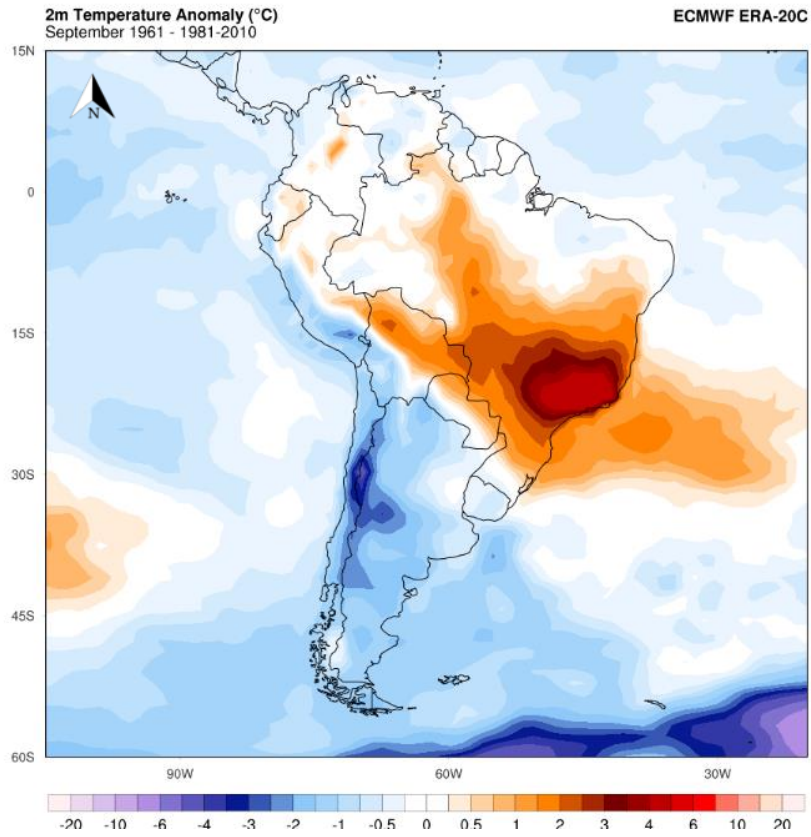 2m Temperature Anomaly (°C)
ECMWF ERA-20C
September 1961 - 1981-2010
15N
N
0
15S
30S
45S
60S
90W 60W 30W
-20 -10 -6 -4 -3 -2 -1 -0.5 0 0.5 1 2 3 4 6 10 20